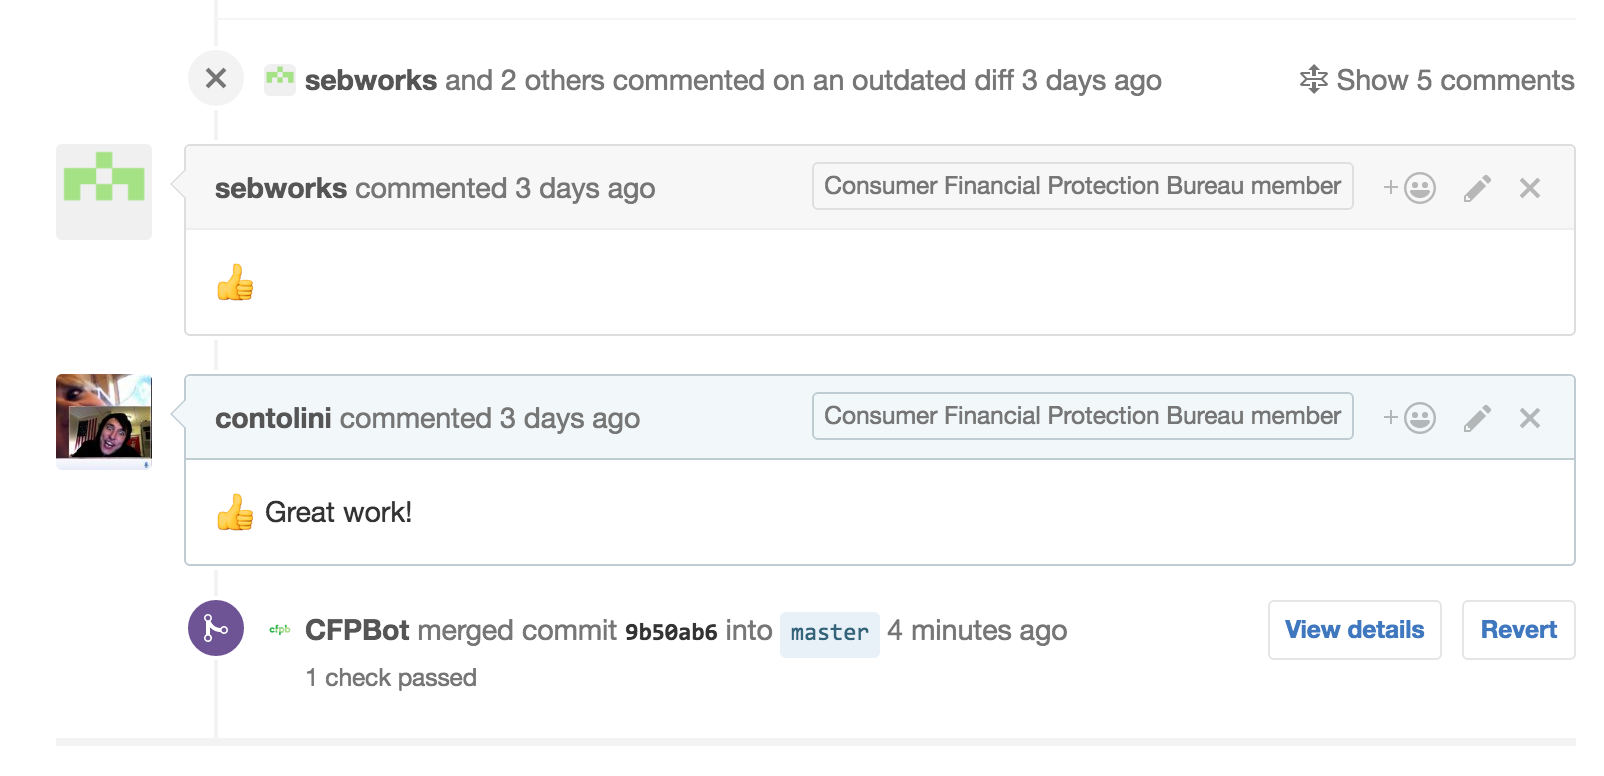 sebworks and 2 others commented on an outdated diff 3 days ago Show 5 comments
sebworks commented 3 days ago Consumer Financial Protection Bureau member +
👍
contolini commented 3 days ago Consumer Financial Protection Bureau member +
👍 Great work!
cfpb CFPBot merged commit 9b50ab6 into master 4 minutes ago View details Revert
1 check passed